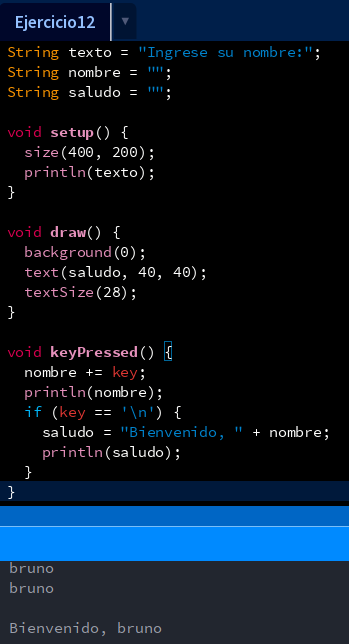 Ejercicio12 ▼
String texto = "Ingrese su nombre:";
String nombre = "";
String saludo = "";

void setup() {
  size(400, 200);
  println(texto);
}

void draw() {
  background(0);
  text(saludo, 40, 40);
  textSize(28);
}

void keyPressed() {
  nombre += key;
  println(nombre);
  if (key == '\n') {
    saludo = "Bienvenido, " + nombre;
    println(saludo);
  }
}
bruno
bruno

Bienvenido, bruno